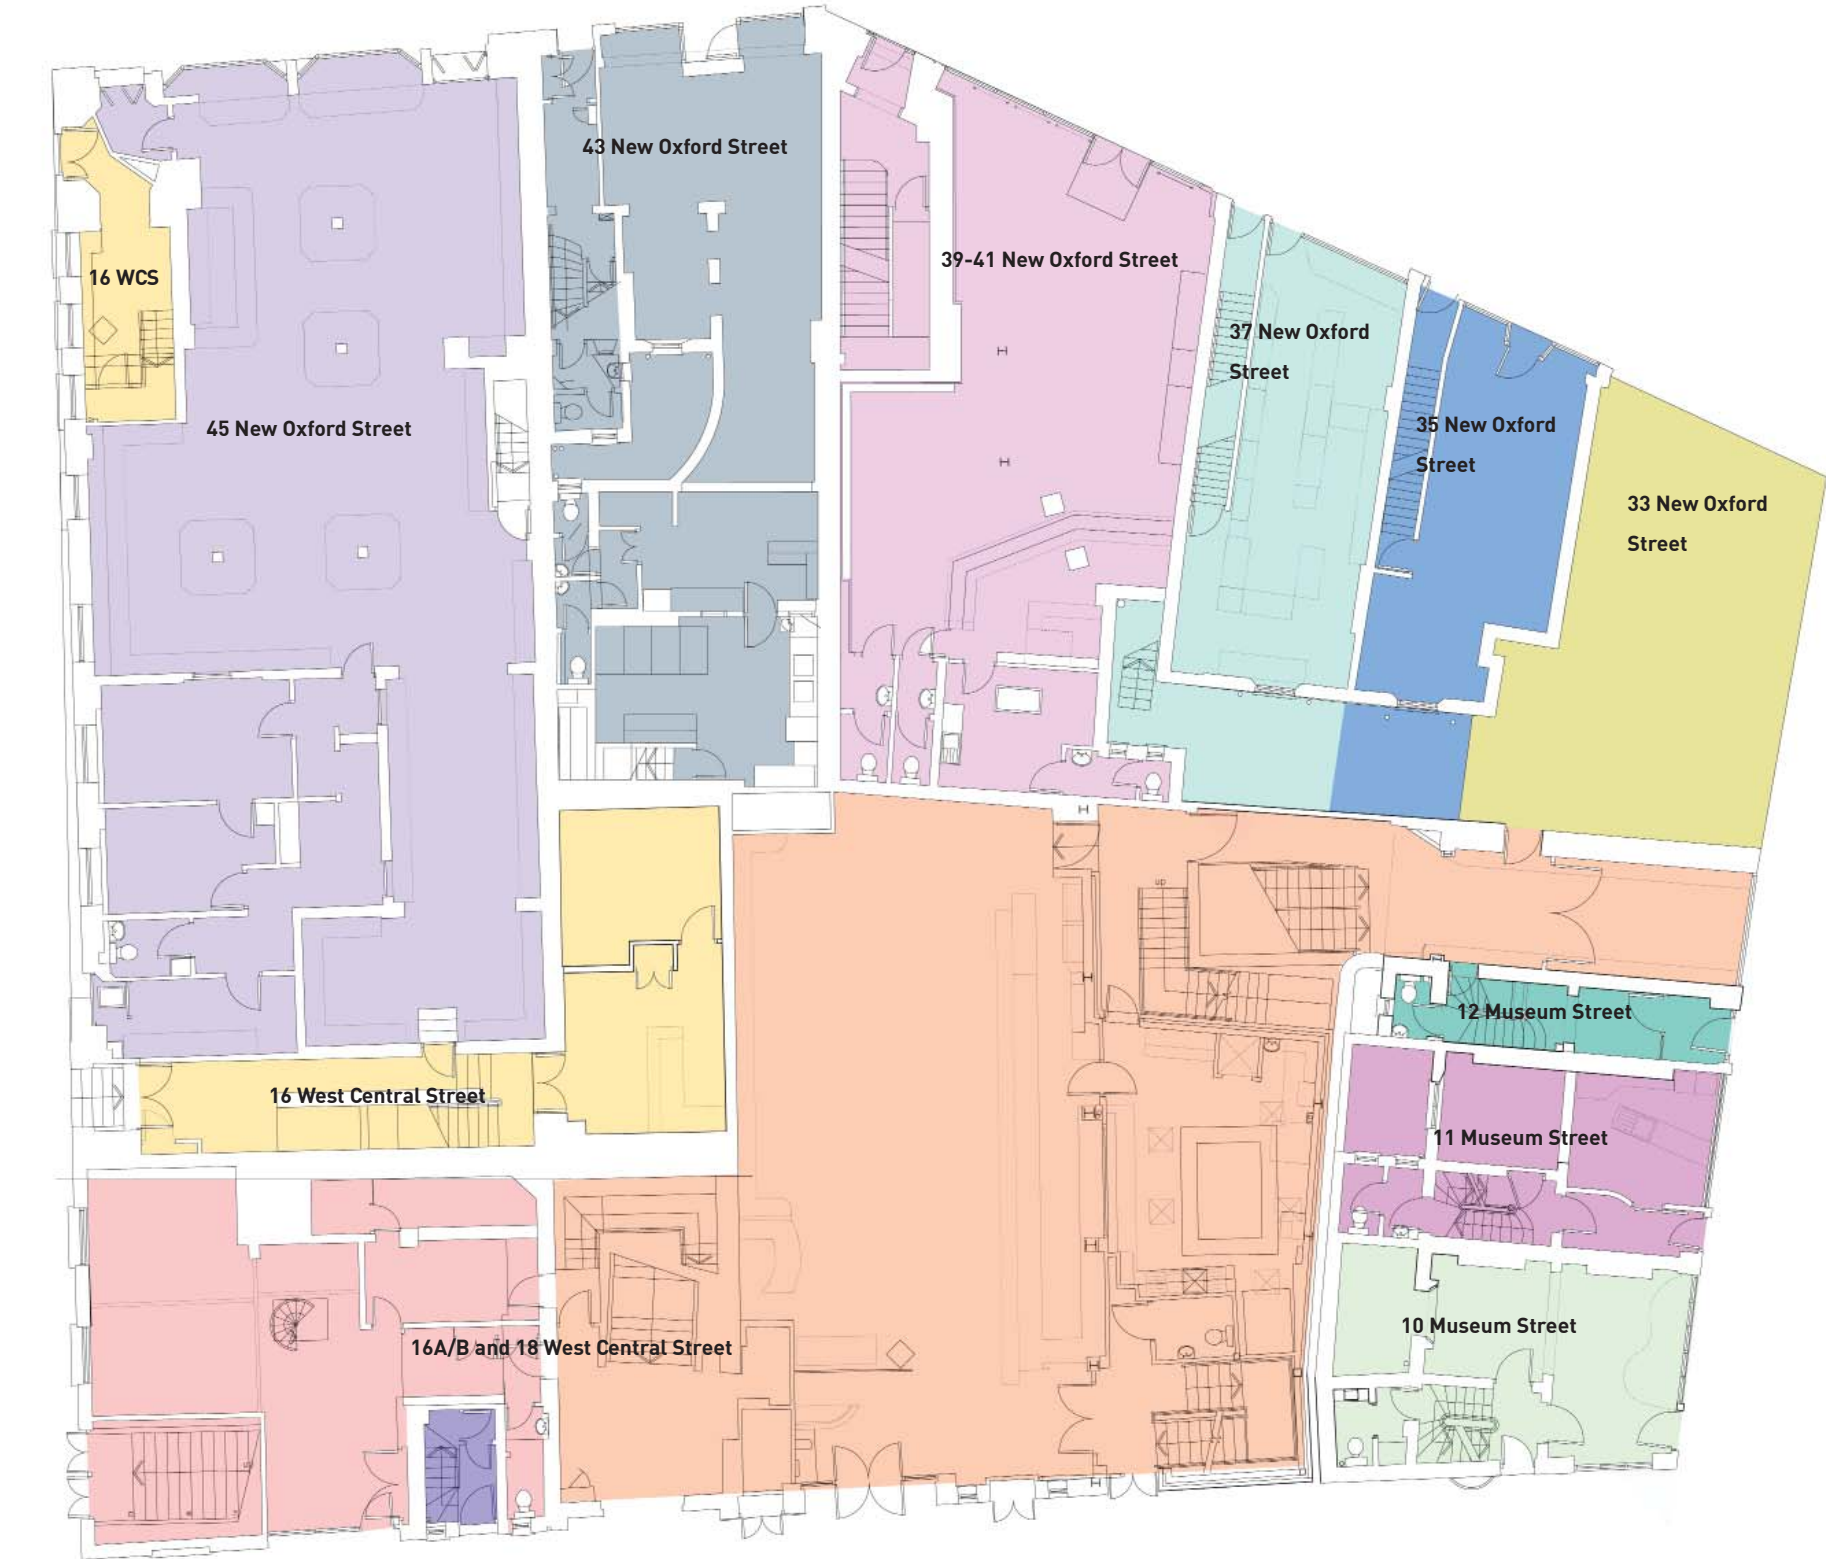 43 New Oxford Street
39-41 New Oxford Street
16 WCS
37 New Oxford
Street
45 New Oxford Street
35 New Oxford
Street
33 New Oxford
Street
UP
12 Museum Street
16 West Central Street
11 Museum Street
10 Museum Street
16A/B and 18 West Central Street